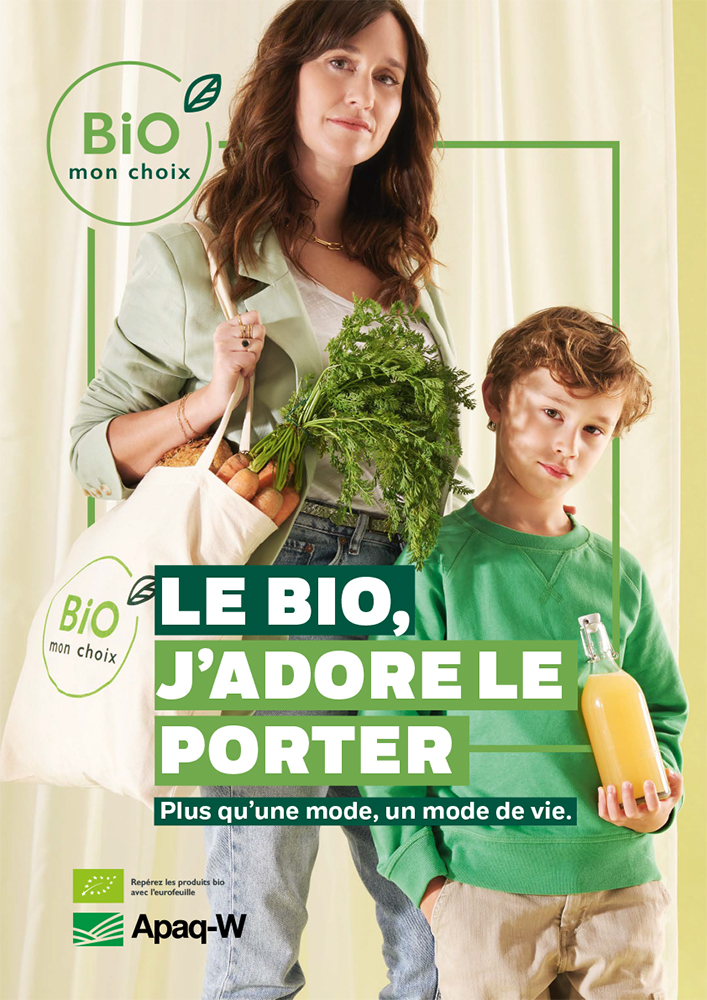 BiO
mon choix
BiO
mon choix
LE BIO,
J'ADORE LE
PORTER
Plus qu'une mode, un mode de vie.
Repérez les produits bio
avec l'eurofeuille
Apaq-W